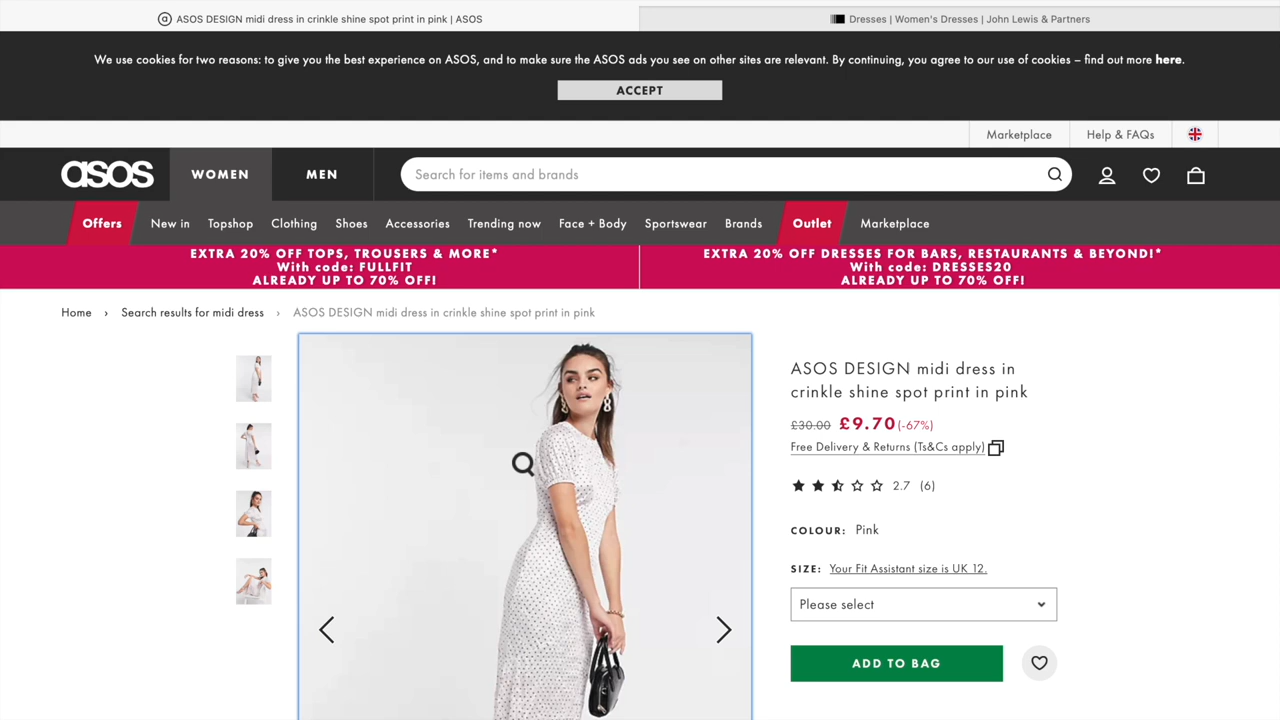 ASOS DESIGN midi dress in crinkle shine spot print in pink | ASOS
Dresses | Women's Dresses | John Lewis & Partners
We use cookies for two reasons: to give you the best experience on ASOS, and to make sure the ASOS ads you see on other sites are relevant. By continuing, you agree to our use of cookies – find out more here.
ACCEPT
Marketplace Help & FAQs
asos WOMEN MEN Search for items and brands
Offers New in Topshop Clothing Shoes Accessories Trending now Face + Body Sportswear Brands Outlet Marketplace
EXTRA 20% OFF TOPS, TROUSERS & MORE*
With code: FULLFIT
ALREADY UP TO 70% OFF!
EXTRA 20% OFF DRESSES FOR BARS, RESTAURANTS & BEYOND!*
With code: DRESSES20
ALREADY UP TO 70% OFF!
Home › Search results for midi dress › ASOS DESIGN midi dress in crinkle shine spot print in pink
ASOS DESIGN midi dress in
crinkle shine spot print in pink
£30.00 £9.70 (-67%)
Free Delivery & Returns (Ts&Cs apply)
2.7 (6)
COLOUR: Pink
SIZE: Your Fit Assistant size is UK 12.
Please select
ADD TO BAG